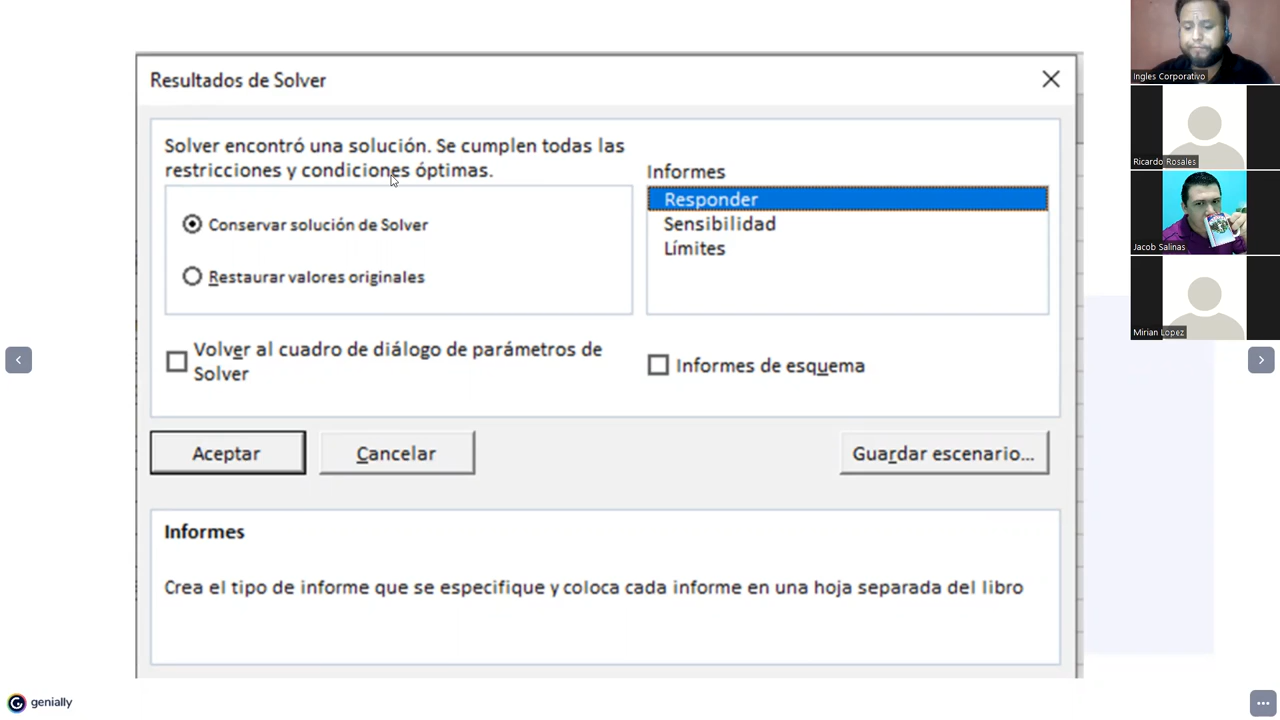 Resultados de Solver
Solver encontró una solución. Se cumplen todas las
restricciones y condiciones óptimas.
Conservar solución de Solver
Restaurar valores originales
Informes
Responder
Sensibilidad
Límites
Volver al cuadro de diálogo de parámetros de
Solver
Informes de esquema
Aceptar
Cancelar
Guardar escenario...
Informes
Crea el tipo de informe que se especifique y coloca cada informe en una hoja separada del libro
Ingles Corporativo
Ricardo Rosales
Jacob Salinas
Mirian Lopez
genially